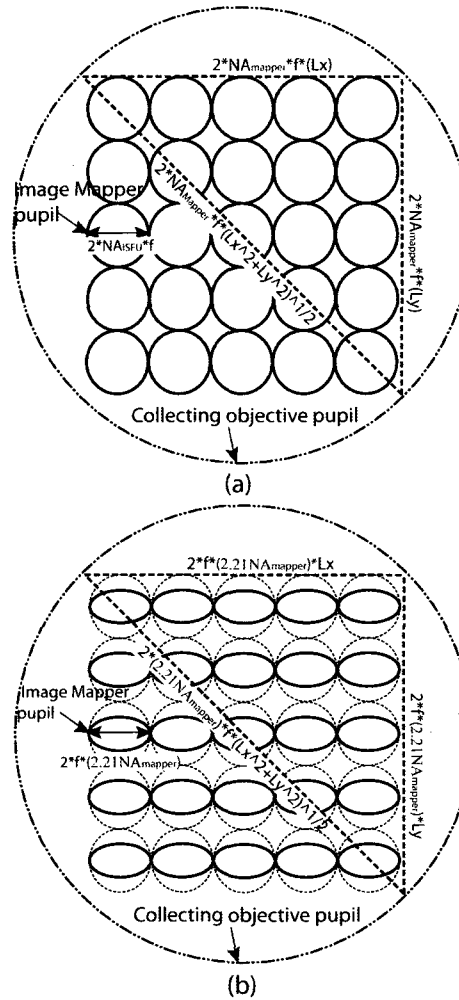 2*NAmapper*f*(Lx)
2*NAMapper*f*(Lx^2+Ly^2)^1/2
2*NAmapper*f*(Ly)
Image Mapper
pupil
2*NAISFU*f
Collecting objective pupil
(a)
2*f*(2.21NAmapper)*Lx
2*(2.21NAmapper)*f*(Lx^2+Ly^2)^1/2
2*f*(2.21NAmapper)*Ly
Image Mapper
pupil
2*f*(2.21NAmapper)
Collecting objective pupil
(b)